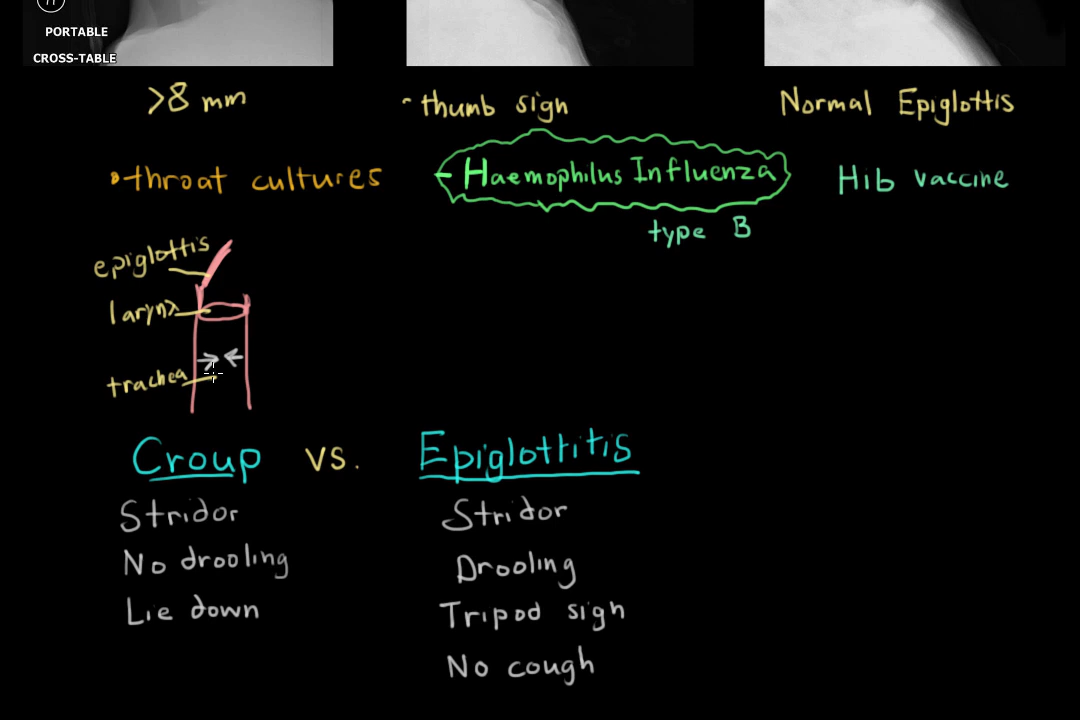 PORTABLE
CROSS-TABLE
>8 mm
- thumb sign
Normal Epiglottis
•throat cultures
- Haemophilus Influenza
type B
Hib vaccine
epiglottis
larynx
trachea
Croup vs. Epiglottitis
Stridor
No drooling
Lie down
Stridor
Drooling
Tripod sign
No cough